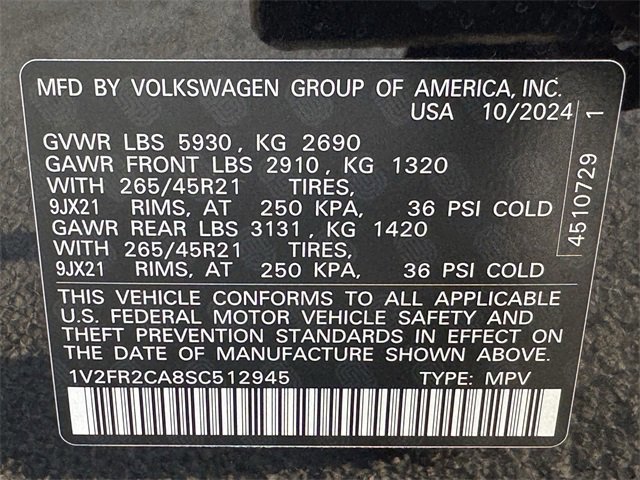 MFD BY VOLKSWAGEN GROUP OF AMERICA, INC.
USA 10/2024
GVWR LBS 5930, KG 2690
GAWR FRONT LBS 2910, KG 1320
WITH 265/45R21 TIRES,
9JX21 RIMS, AT 250 KPA, 36 PSI COLD
GAWR REAR LBS 3131, KG 1420
WITH 265/45R21 TIRES,
9JX21 RIMS, AT 250 KPA, 36 PSI COLD
THIS VEHICLE CONFORMS TO ALL APPLICABLE
U.S. FEDERAL MOTOR VEHICLE SAFETY AND
THEFT PREVENTION STANDARDS IN EFFECT ON
THE DATE OF MANUFACTURE SHOWN ABOVE.
1V2FR2CA8SC512945 TYPE: MPV
4510729 1